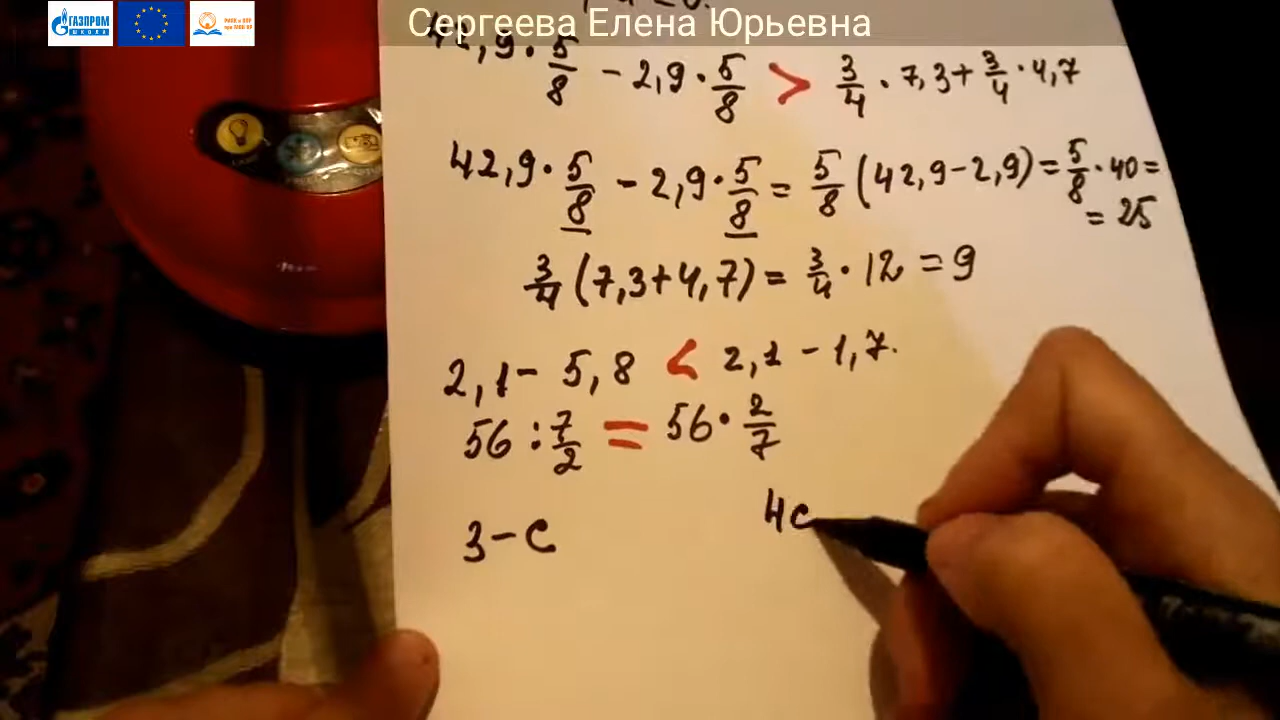 ГАЗПРОМ
ШКОЛА
Сергеева Елена Юрьевна
42,9 · 5/8 - 2,9 · 5/8 > 3/4 · 7,3 + 3/4 · 4,7
42,9 · 5/8 - 2,9 · 5/8 = 5/8 (42,9 - 2,9) = 5/8 · 40 =
= 25
3/4 (7,3 + 4,7) = 3/4 · 12 = 9
2,1 - 5,8 < 2,1 - 1,7.
56 : 7/2 = 56 · 2/7
3 - c
4c